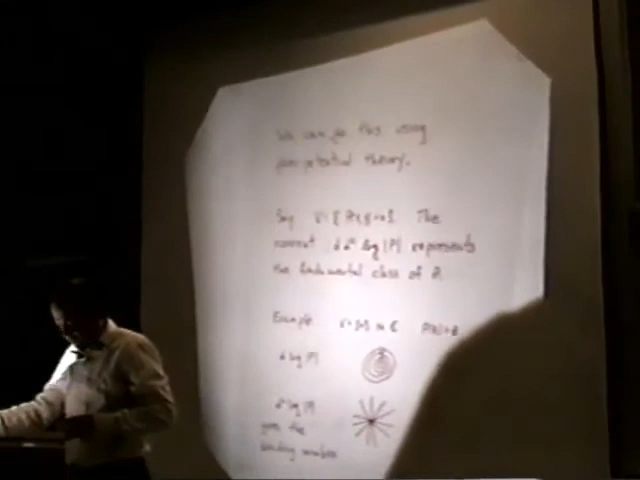 We can do this using
pluri-potential theory.
Say
The
current dd^c log |P| represents
the fundamental class of
Example in C P(z)=z
d log |P|
d^c log |P|
gives the
winding number